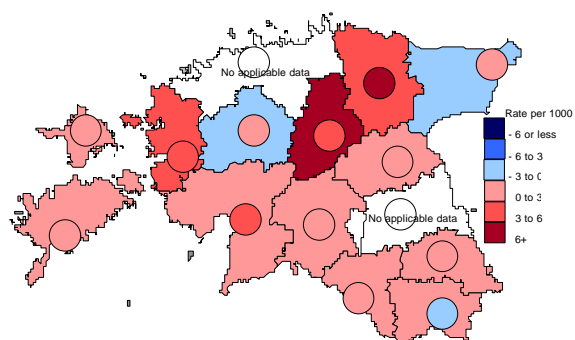 No applicable data
Rate per 1000
- 6 or less
- 6 to 3
- 3 to 0
0 to 3
3 to 6
6+
No applicable data